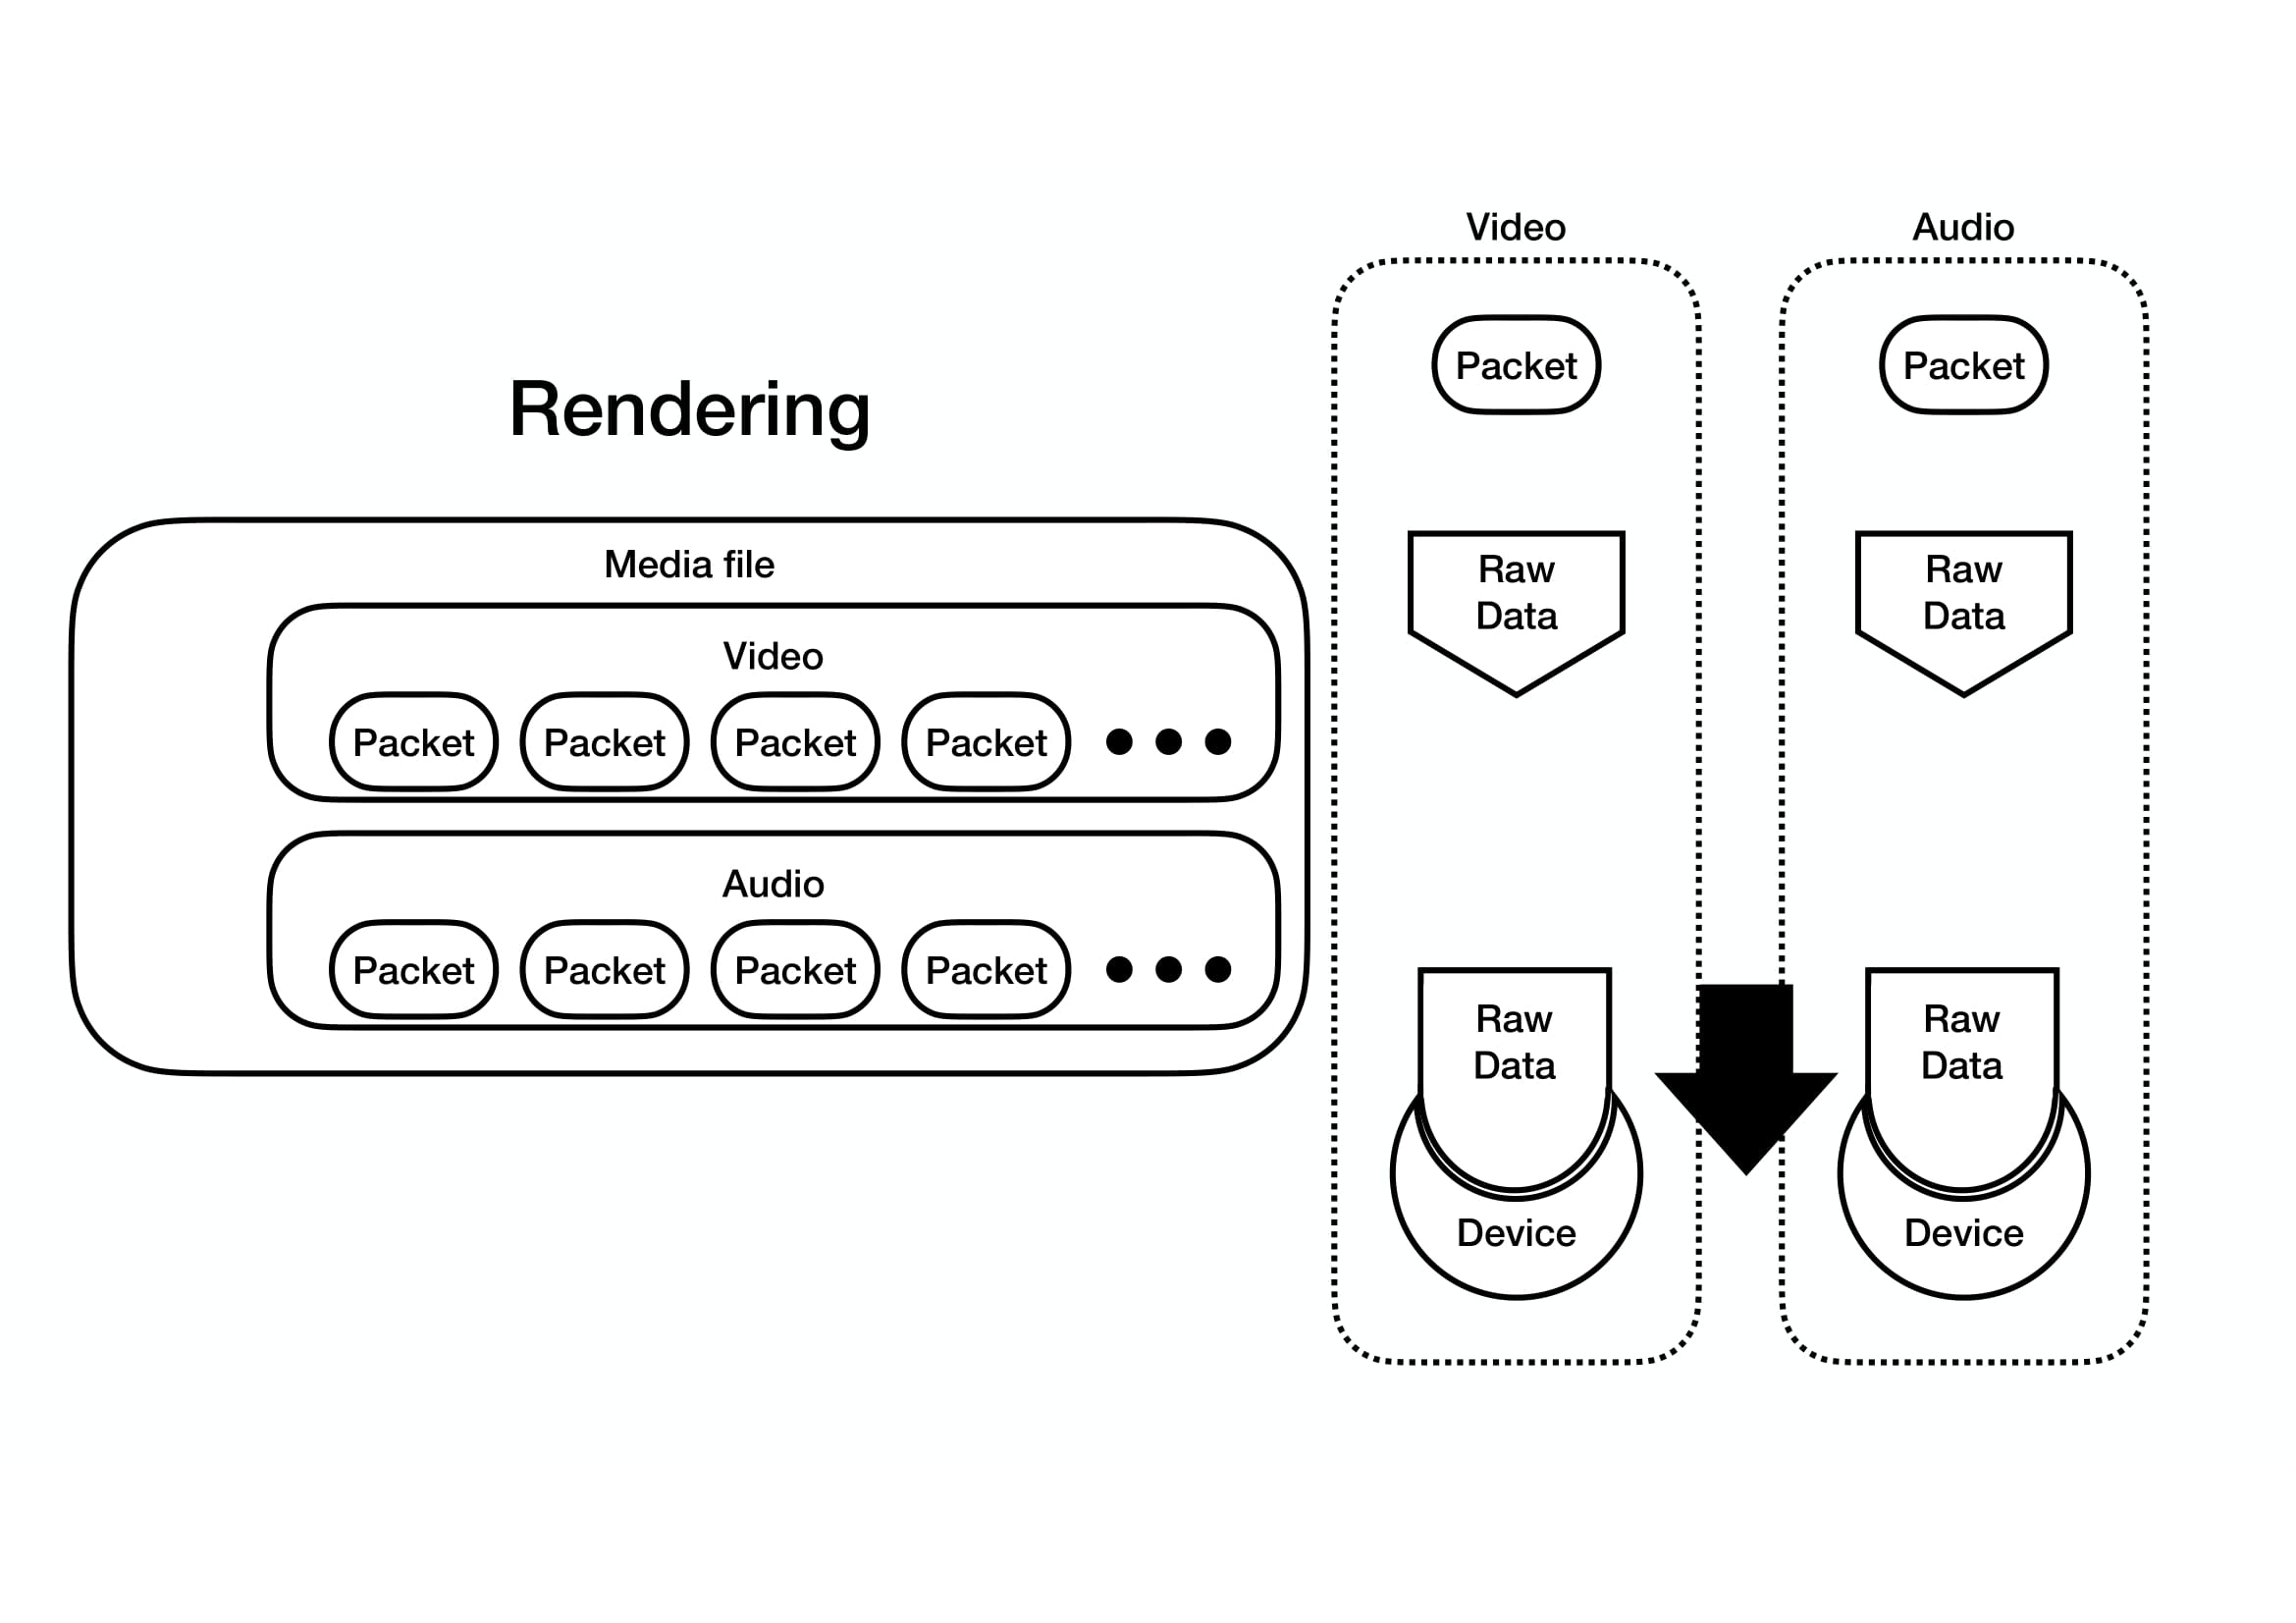 Rendering
Media file
Video
Packet Packet Packet Packet
Audio
Packet Packet Packet Packet
Video
Packet
Raw
Data
Raw
Data
Device
Audio
Packet
Raw
Data
Raw
Data
Device